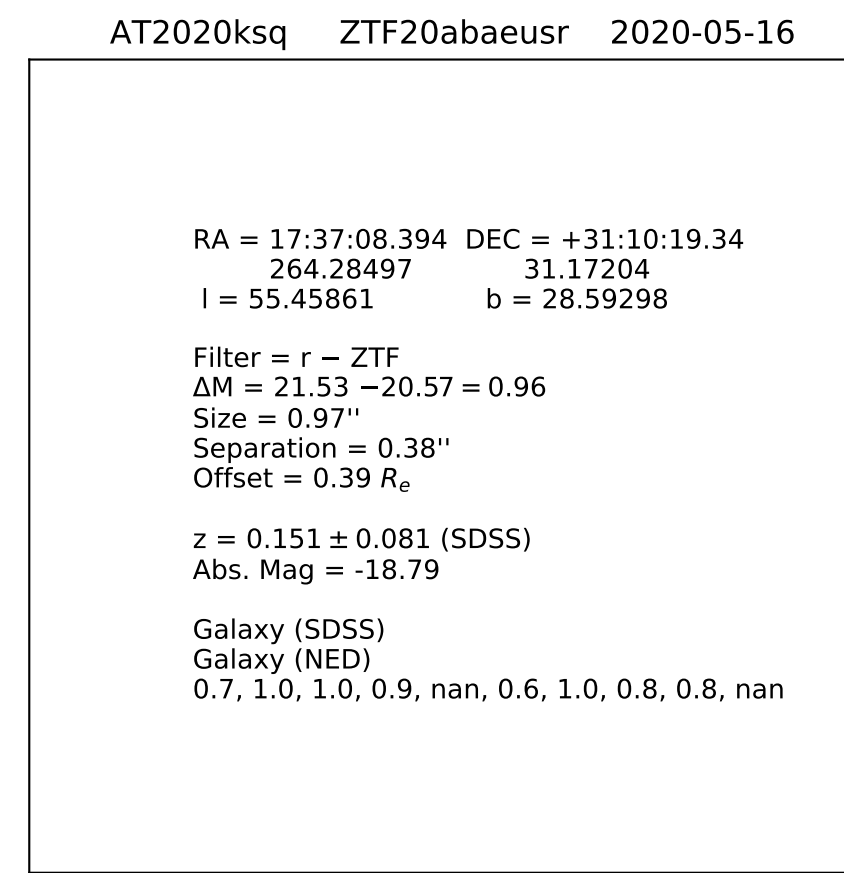 AT2020ksq ZTF20abaeusr 2020-05-16
RA = 17:37:08.394 DEC = +31:10:19.34
264.28497 31.17204
l = 55.45861 b = 28.59298
Filter = r − ZTF
ΔM = 21.53 −20.57 = 0.96
Size = 0.97''
Separation = 0.38''
Offset = 0.39 Rₑ
z = 0.151 ± 0.081 (SDSS)
Abs. Mag = -18.79
Galaxy (SDSS)
Galaxy (NED)
0.7, 1.0, 1.0, 0.9, nan, 0.6, 1.0, 0.8, 0.8, nan